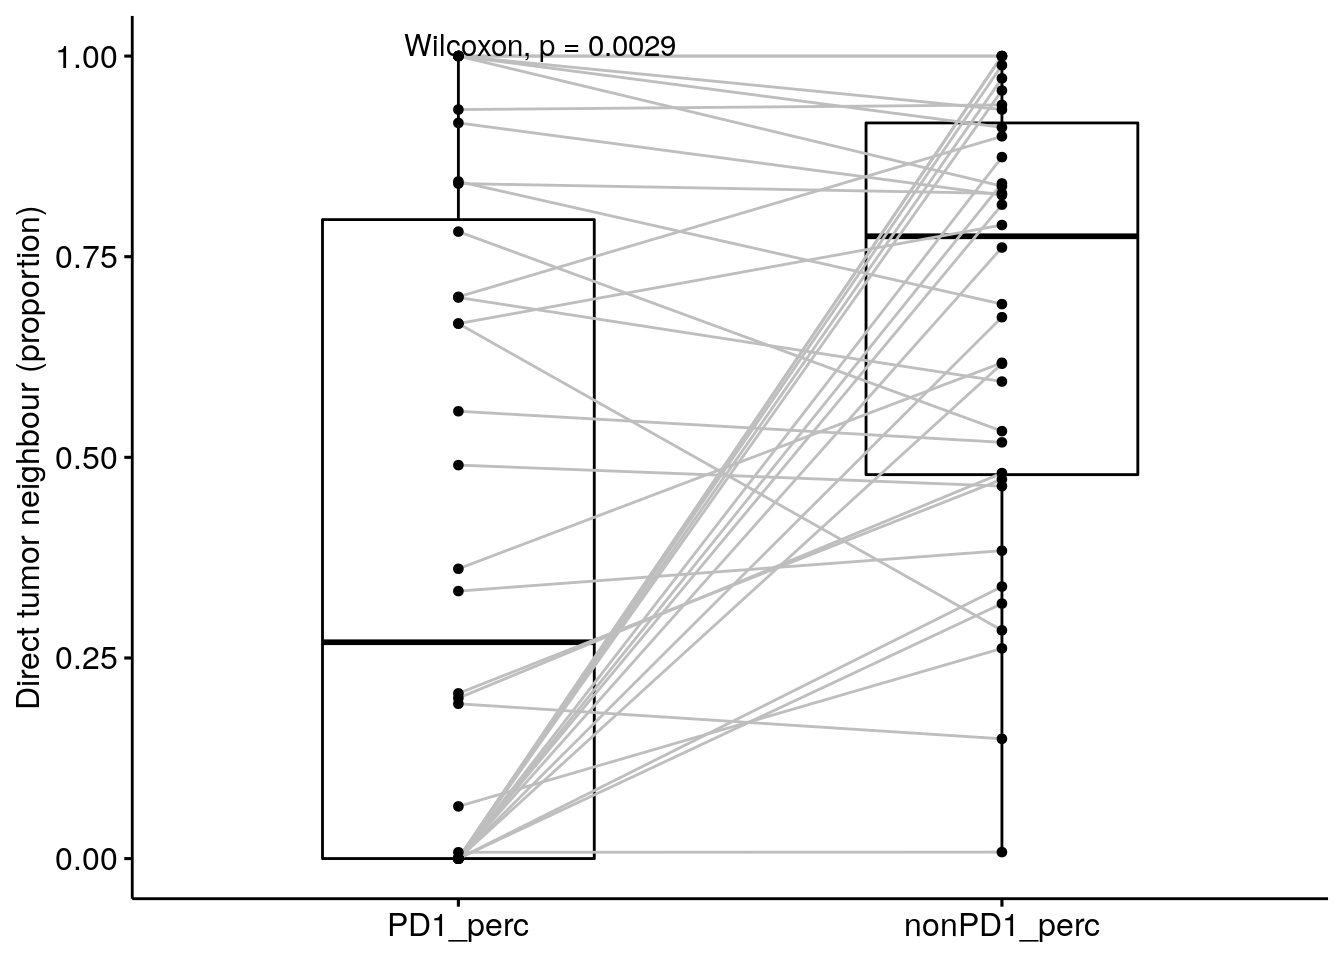 Wilcoxon, p = 0.0029
Direct tumor neighbour (proportion)
1.00
0.75
0.50
0.25
0.00
PD1_perc
nonPD1_perc